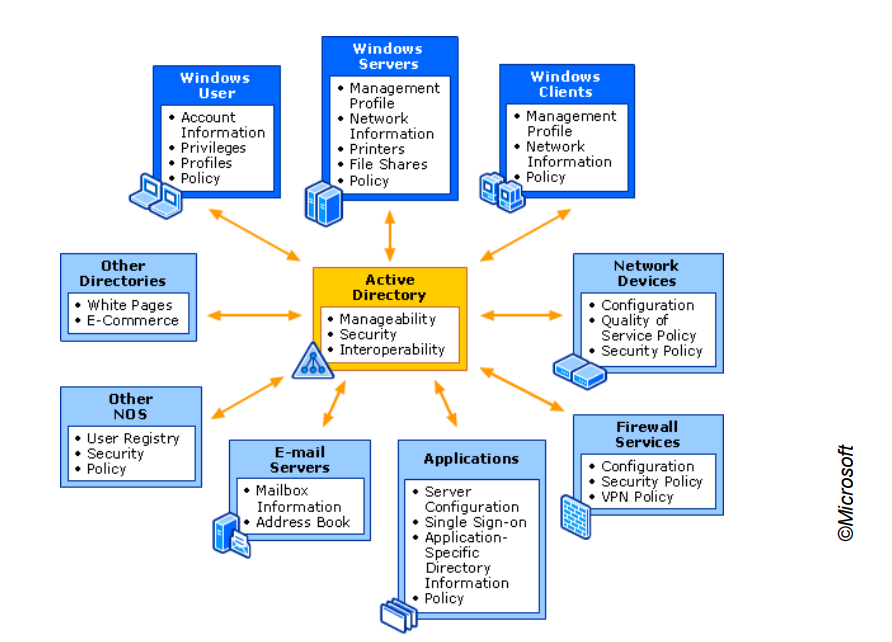 Windows
User
• Account
Information
• Privileges
• Profiles
• Policy
Windows
Servers
• Management
Profile
• Network
Information
• Printers
• File Shares
• Policy
Windows
Clients
• Management
Profile
• Network
Information
• Policy
Other
Directories
• White Pages
• E-Commerce
Active
Directory
• Manageability
• Security
• Interoperability
Network
Devices
• Configuration
• Quality of
Service Policy
• Security Policy
Other
NOS
• User Registry
• Security
• Policy
E-mail
Servers
• Mailbox
Information
• Address Book
Applications
• Server
Configuration
• Single Sign-on
• Application-
Specific
Directory
Information
• Policy
Firewall
Services
• Configuration
• Security Policy
• VPN Policy
©Microsoft